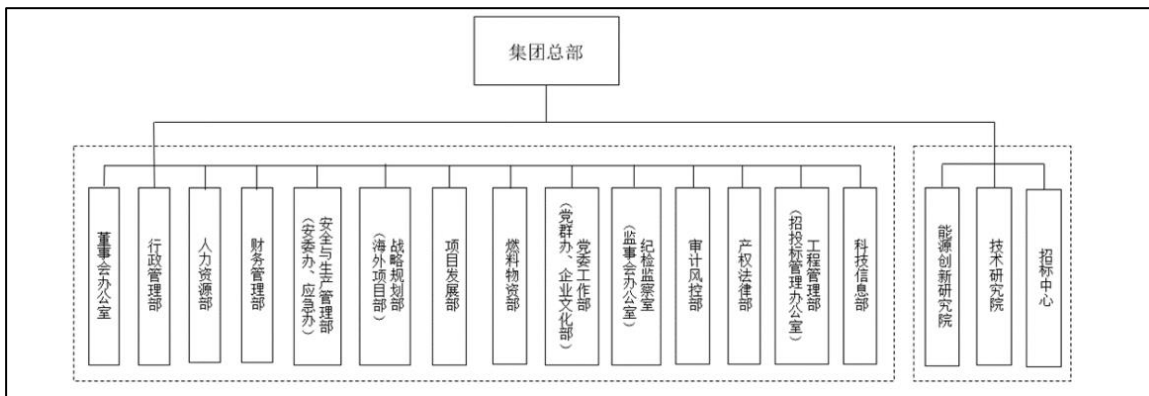 集团总部
董事会办公室
行政管理部
人力资源部
财务管理部
安全与生产管理部
（安委办、应急办）
战略规划部
（海外项目部）
项目发展部
燃料物资部
党委工作部
（党群办、企业文化部）
纪检监察室
（监事会办公室）
审计风控部
产权法律部
工程管理部
（招投标管理办公室）
科技信息部
能源创新研究院
技术研究院
招标中心